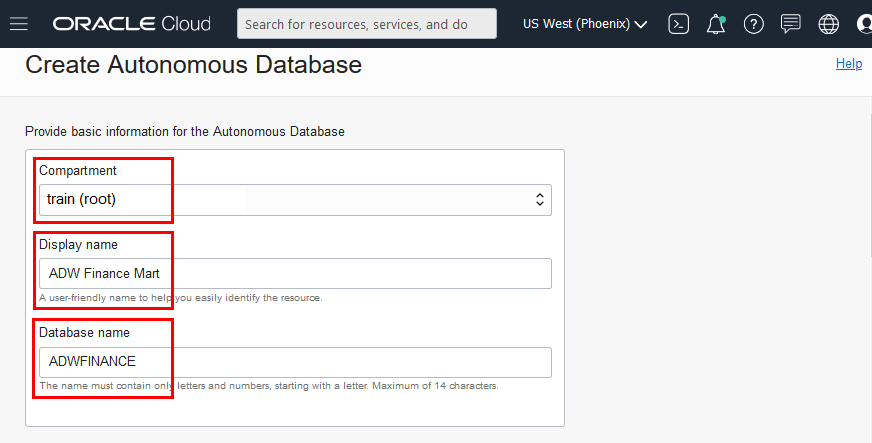 ORACLE Cloud
Search for resources, services, and do
US West (Phoenix)
Create Autonomous Database
Help
Provide basic information for the Autonomous Database
Compartment
train (root)
Display name
ADW Finance Mart
A user-friendly name to help you easily identify the resource.
Database name
ADWFINANCE
The name must contain only letters and numbers, starting with a letter. Maximum of 14 characters.